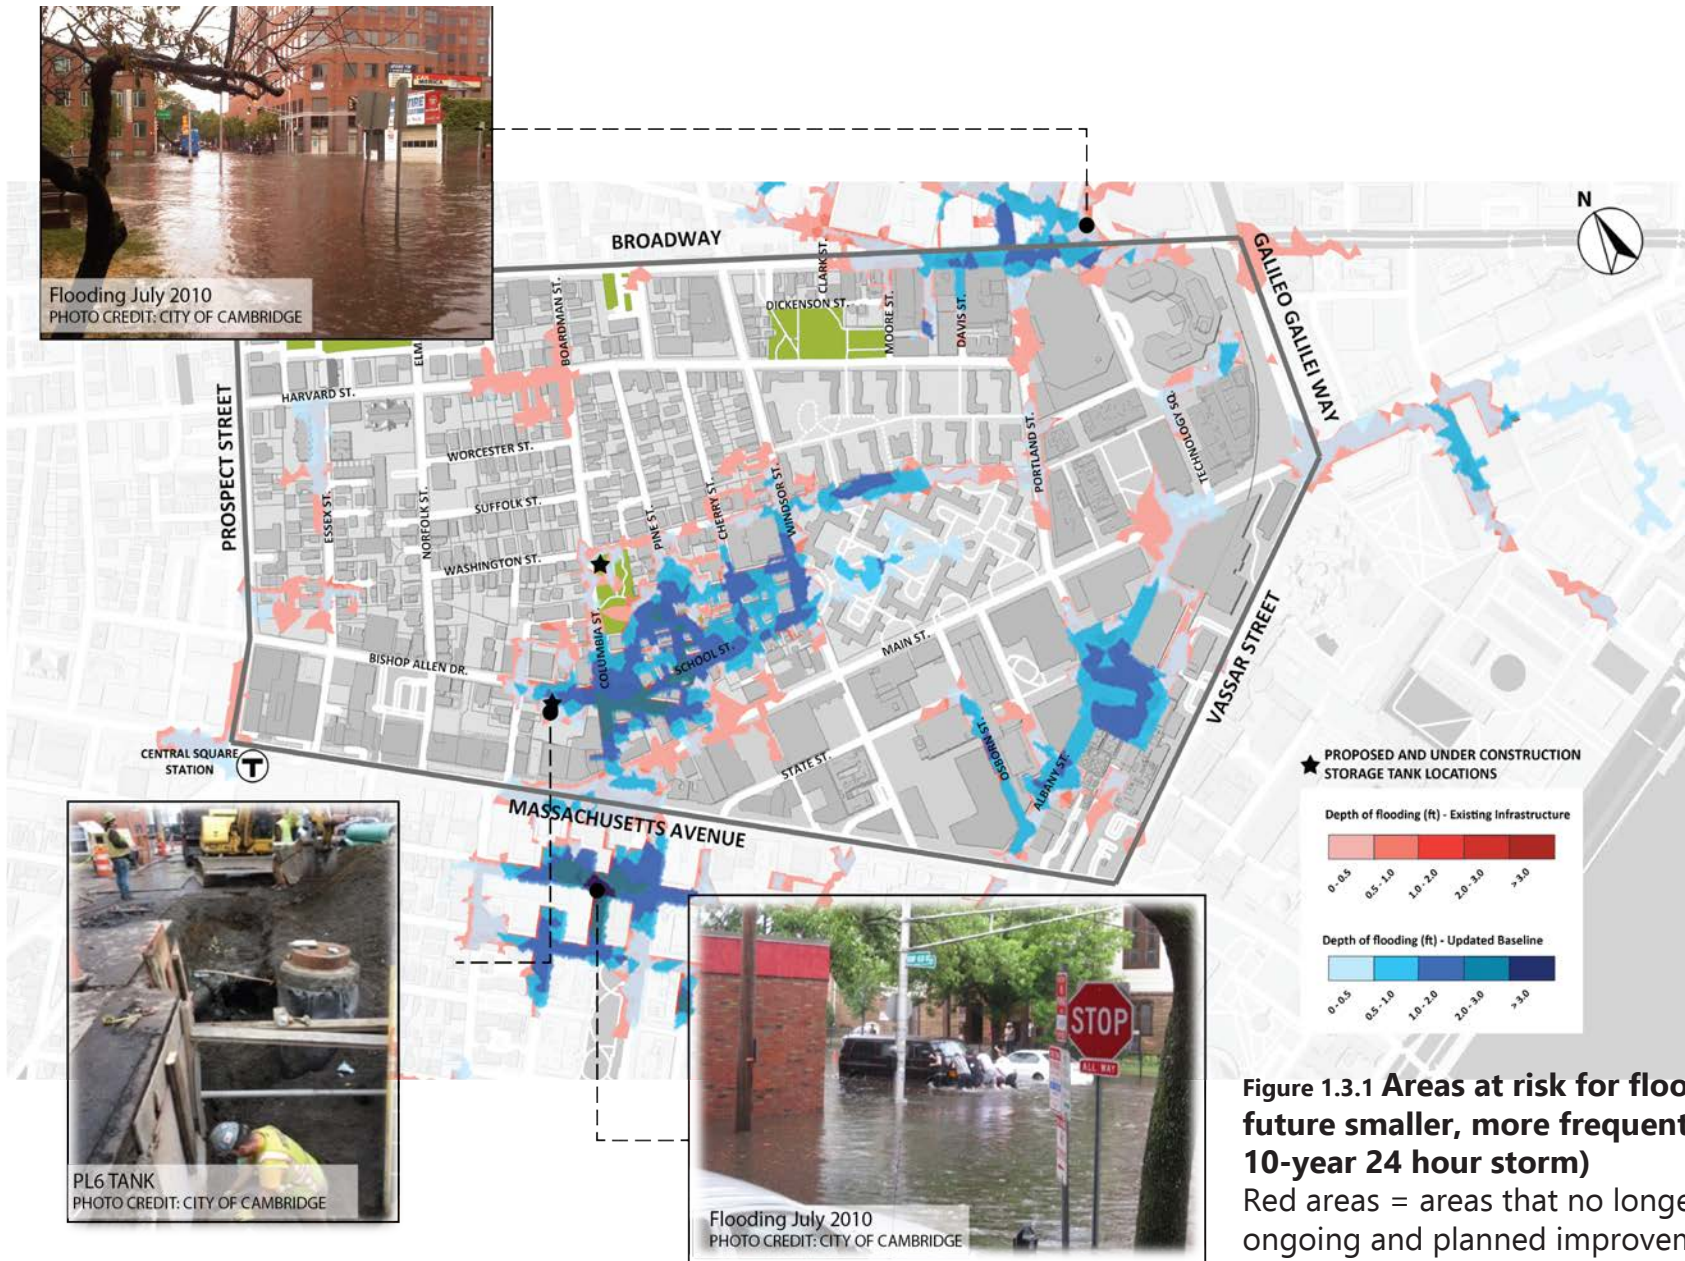 Flooding July 2010
PHOTO CREDIT: CITY OF CAMBRIDGE
N
BROADWAY
GALILEO GALILEI WAY
CLARK ST.
BOARDMAN ST.
DICKENSON ST.
MOORE ST.
DAVIS ST.
ELM
HARVARD ST.
PROSPECT STREET
WORCESTER ST.
SUFFOLK ST.
ESSEX ST.
NORFOLK ST.
WASHINGTON ST.
PINE ST.
CHERRY ST.
WINDSOR ST.
PORTLAND ST.
TECHNOLOGY SQ.
COLUMBIA ST.
SCHOOL ST.
MAIN ST.
BISHOP ALLEN DR.
VASSAR STREET
STATE ST.
OSBORN ST.
ALBANY ST.
CENTRAL SQUARE
STATION
T
MASSACHUSETTS AVENUE
PROPOSED AND UNDER CONSTRUCTION
STORAGE TANK LOCATIONS
Depth of flooding (ft) - Existing Infrastructure
0 - 0.5
0.5 - 1.0
1.0 - 2.0
2.0 - 3.0
> 3.0
Depth of flooding (ft) - Updated Baseline
0 - 0.5
0.5 - 1.0
1.0 - 2.0
2.0 - 3.0
> 3.0
PL6 TANK
PHOTO CREDIT: CITY OF CAMBRIDGE
STOP
ALL WAY
Flooding July 2010
PHOTO CREDIT: CITY OF CAMBRIDGE
Figure 1.3.1 Areas at risk for floo
future smaller, more frequent
10-year 24 hour storm)
Red areas = areas that no longe
ongoing and planned improven